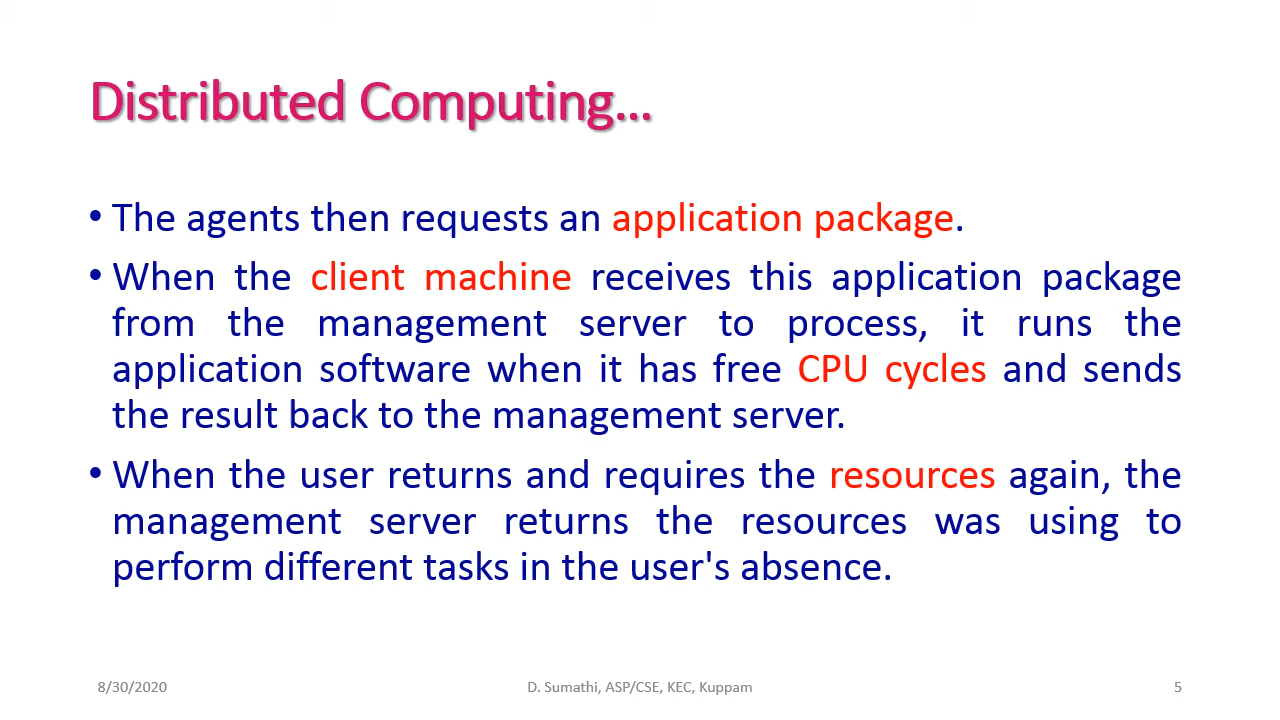 Distributed Computing...
• The agents then requests an application package.
• When the client machine receives this application package
from the management server to process, it runs the
application software when it has free CPU cycles and sends
the result back to the management server.
• When the user returns and requires the resources again, the
management server returns the resources was using to
perform different tasks in the user's absence.
8/30/2020
D. Sumathi, ASP/CSE, KEC, Kuppam
5